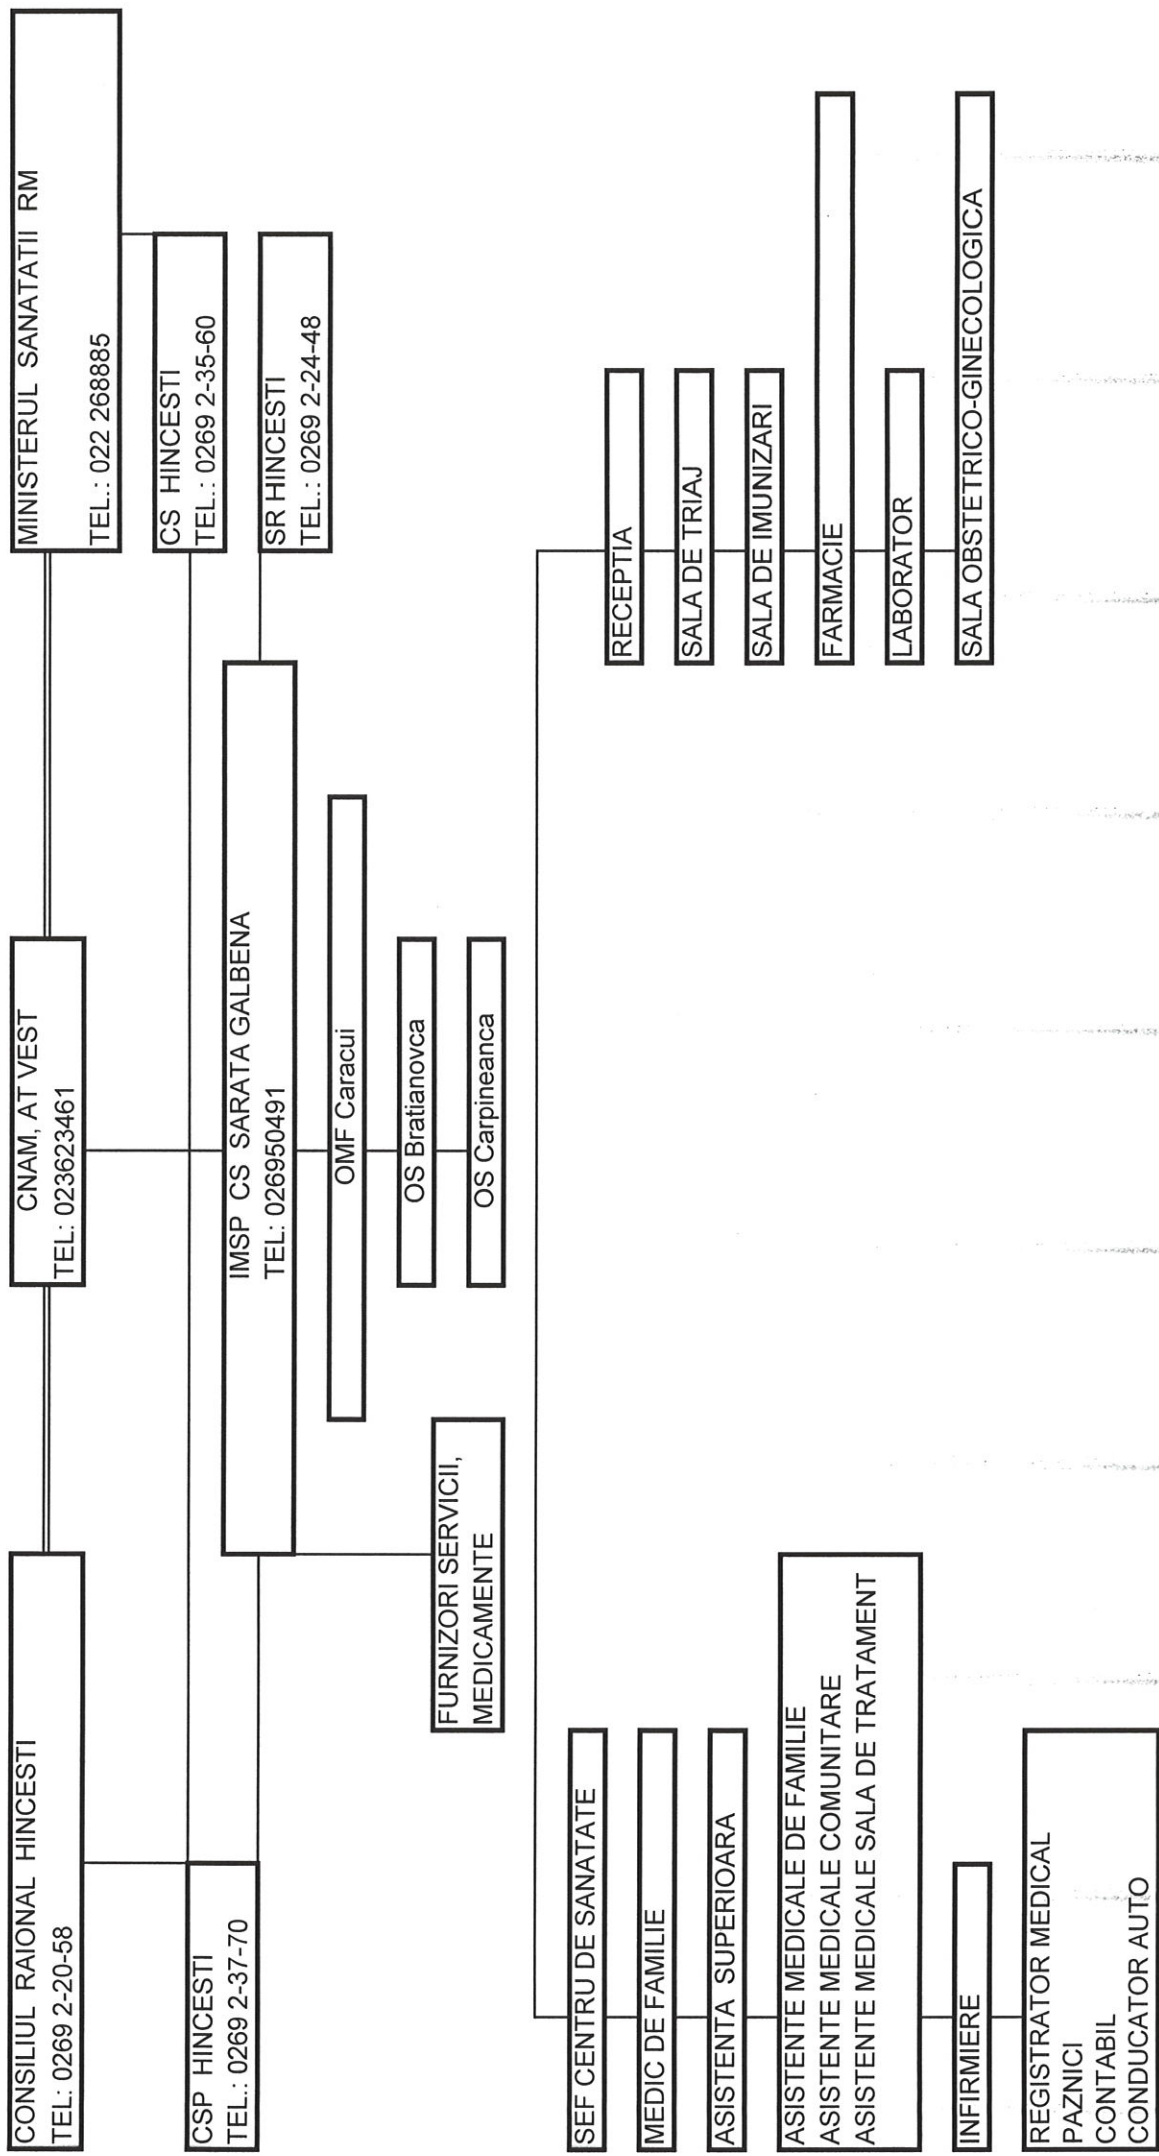 CONSILIUL RAIONAL HINCESTI
TEL: 0269 2-20-58
CNAM, AT VEST
TEL: 023623461
MINISTERUL SANATATII RM
TEL.: 022 268885
CSP HINCESTI
TEL.: 0269 2-37-70
CS HINCESTI
TEL.: 0269 2-35-60
IMSP CS SARATA GALBENA
TEL: 026950491
SR HINCESTI
TEL.: 0269 2-24-48
OMF Caracui
OS Bratianovca
OS Carpineanca
FURNIZORI SERVICII,
MEDICAMENTE
SEF CENTRU DE SANATATE
MEDIC DE FAMILIE
ASISTENTA SUPERIOARA
ASISTENTE MEDICALE DE FAMILIE
ASISTENTE MEDICALE COMUNITARE
ASISTENTE MEDICALE SALA DE TRATAMENT
INFIRMIERE
REGISTRATOR MEDICAL
PAZNICI
CONTABIL
CONDUCATOR AUTO
RECEPTIA
SALA DE TRIAJ
SALA DE IMUNIZARI
FARMACIE
LABORATOR
SALA OBSTETRICO-GINECOLOGICA